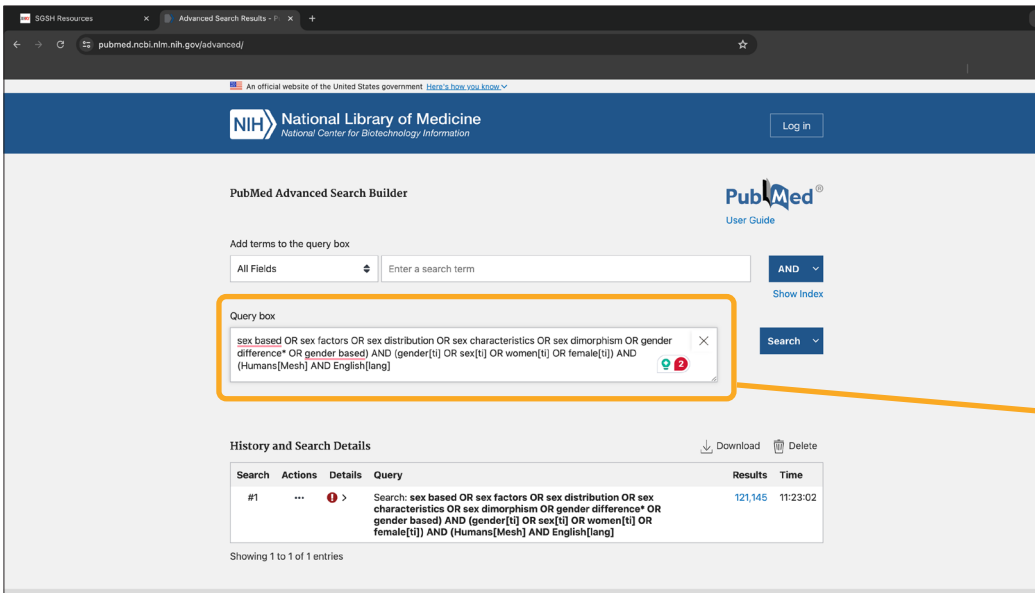 SGSH Resources
Advanced Search Results - P
pubmed.ncbi.nlm.nih.gov/advanced/
An official website of the United States government Here's how you know
NIH National Library of Medicine
National Center for Biotechnology Information
Log in
PubMed Advanced Search Builder
PubMed®
User Guide
Add terms to the query box
All Fields
Enter a search term
AND
Show Index
Query box
sex based OR sex factors OR sex distribution OR sex characteristics OR sex dimorphism OR gender
difference* OR gender based) AND (gender[ti] OR sex[ti] OR women[ti] OR female[ti]) AND
(Humans[Mesh] AND English[lang]
2
Search
History and Search Details
Download
Delete
Search Actions Details Query Results Time
#1 ... Search: sex based OR sex factors OR sex distribution OR sex 121,145 11:23:02
characteristics OR sex dimorphism OR gender difference* OR
gender based) AND (gender[ti] OR sex[ti] OR women[ti] OR
female[ti]) AND (Humans[Mesh] AND English[lang]
Showing 1 to 1 of 1 entries